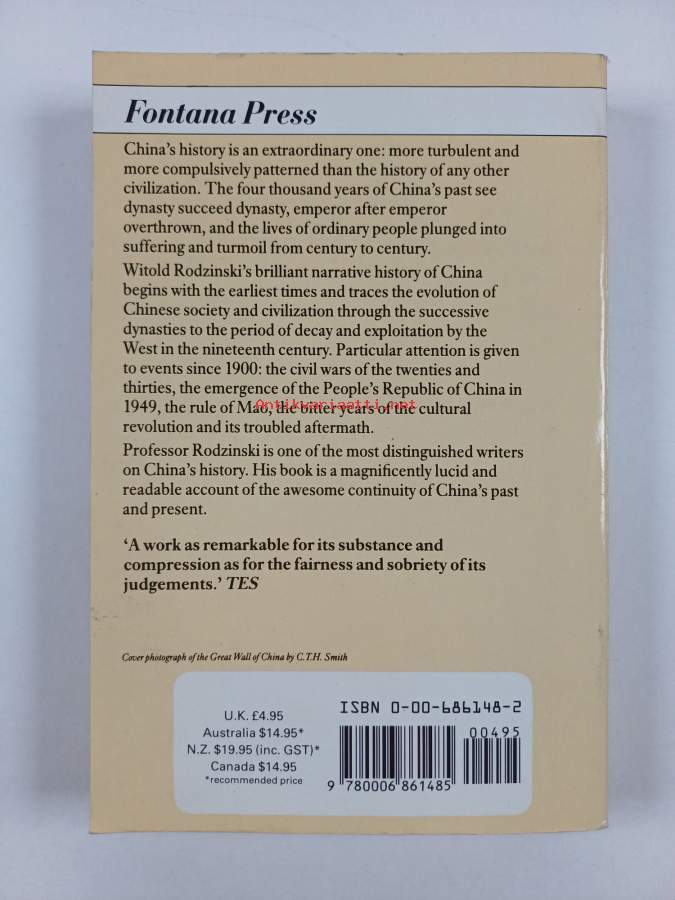 Fontana Press
China's history is an extraordinary one: more turbulent and
more compulsively patterned than the history of any other
civilization. The four thousand years of China's past see
dynasty succeed dynasty, emperor after emperor
overthrown, and the lives of ordinary people plunged into
suffering and turmoil from century to century.
Witold Rodzinski's brilliant narrative history of China
begins with the earliest times and traces the evolution of
Chinese society and civilization through the successive
dynasties to the period of decay and exploitation by the
West in the nineteenth century. Particular attention is given
to events since 1900: the civil wars of the twenties and
thirties, the emergence of the People's Republic of China in
1949, the rule of Mao, the bitter years of the cultural
Antikvariaatti.net
revolution and its troubled aftermath.
Professor Rodzinski is one of the most distinguished writers
on China's history. His book is a magnificently lucid and
readable account of the awesome continuity of China's past
and present.
'A work as remarkable for its substance and
compression as for the fairness and sobriety of its
judgements.' TES
Cover photograph of the Great Wall of China by C.T.H. Smith
U.K. £4.95
Australia $14.95*
N.Z. $19.95 (inc. GST)*
Canada $14.95
*recommended price
ISBN 0-00-686148-2
00495
9 780006 861485